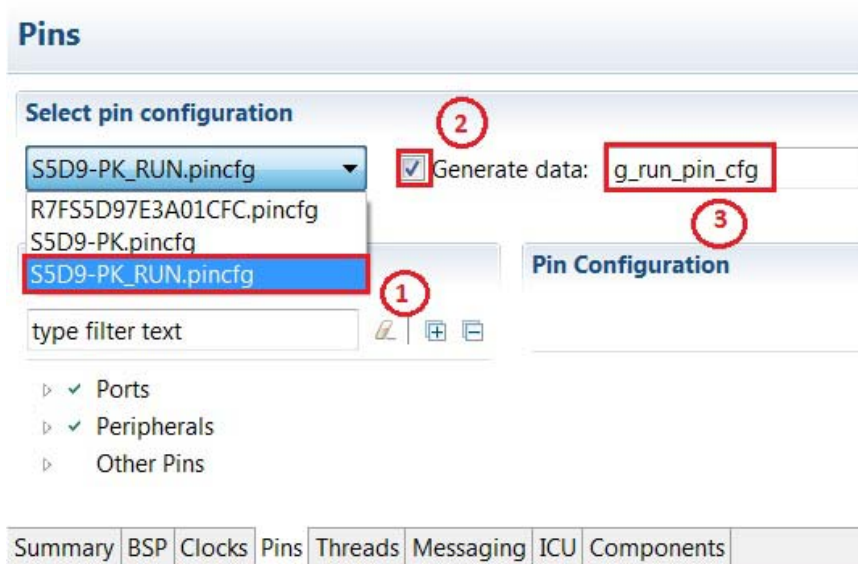 Pins
Select pin configuration
2
S5D9-PK_RUN.pincfg
Generate data: g_run_pin_cfg
R7FS5D97E3A01CFC.pincfg
S5D9-PK.pincfg
S5D9-PK_RUN.pincfg
3
Pin Configuration
1
type filter text
Ports
Peripherals
Other Pins
Summary BSP Clocks Pins Threads Messaging ICU Components